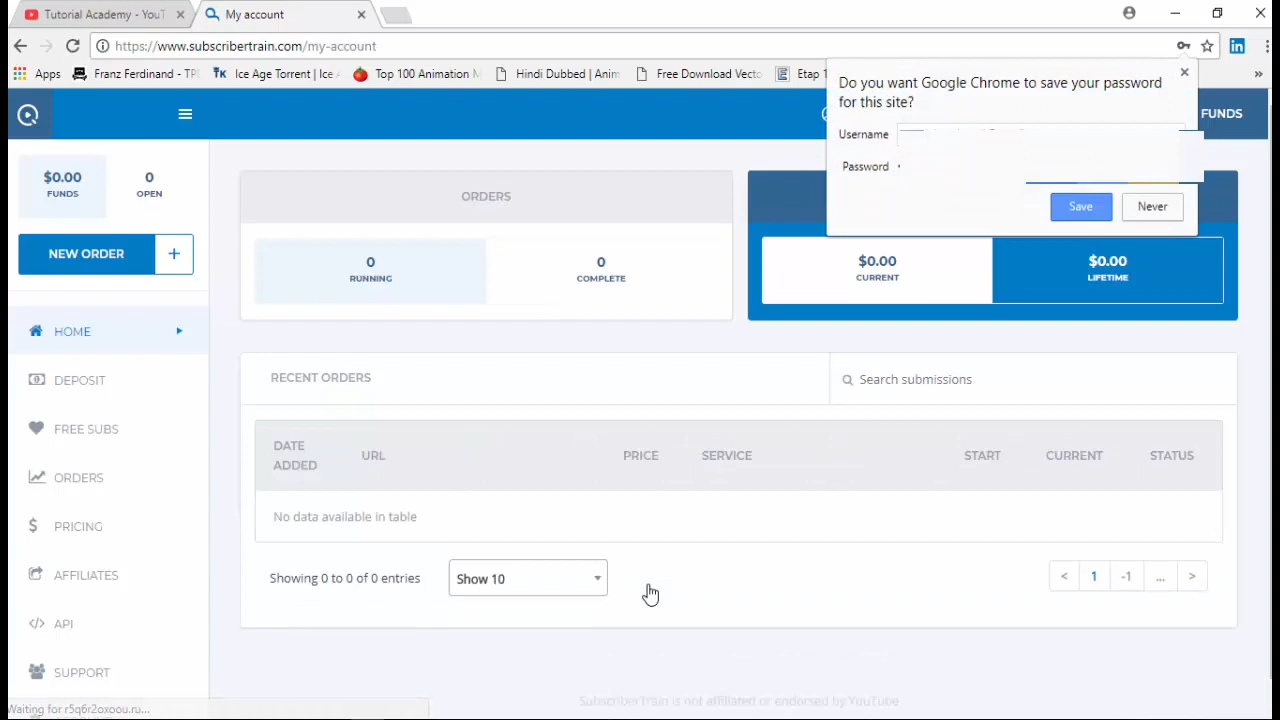 Tutorial Academy - YouT
My account
https://www.subscribertrain.com/my-account
Apps
Franz Ferdinand - TP
Ice Age Torrent | Ice
Top 100 Animation M
Hindi Dubbed | Anim
Free Download Vecto
Etap 1
»
Do you want Google Chrome to save your password
for this site?
Username
Password
Save
Never
FUNDS
$0.00
FUNDS
0
OPEN
NEW ORDER
+
ORDERS
0
RUNNING
0
COMPLETE
$0.00
CURRENT
$0.00
LIFETIME
HOME
DEPOSIT
FREE SUBS
ORDERS
PRICING
AFFILIATES
API
SUPPORT
RECENT ORDERS
Search submissions
DATE
ADDED
URL
PRICE
SERVICE
START
CURRENT
STATUS
No data available in table
Showing 0 to 0 of 0 entries
Show 10
< 1 -1 ... >
SubscriberTrain is not affiliated or endorsed by YouTube
Waiting for r5q6r2oxoou.ru...